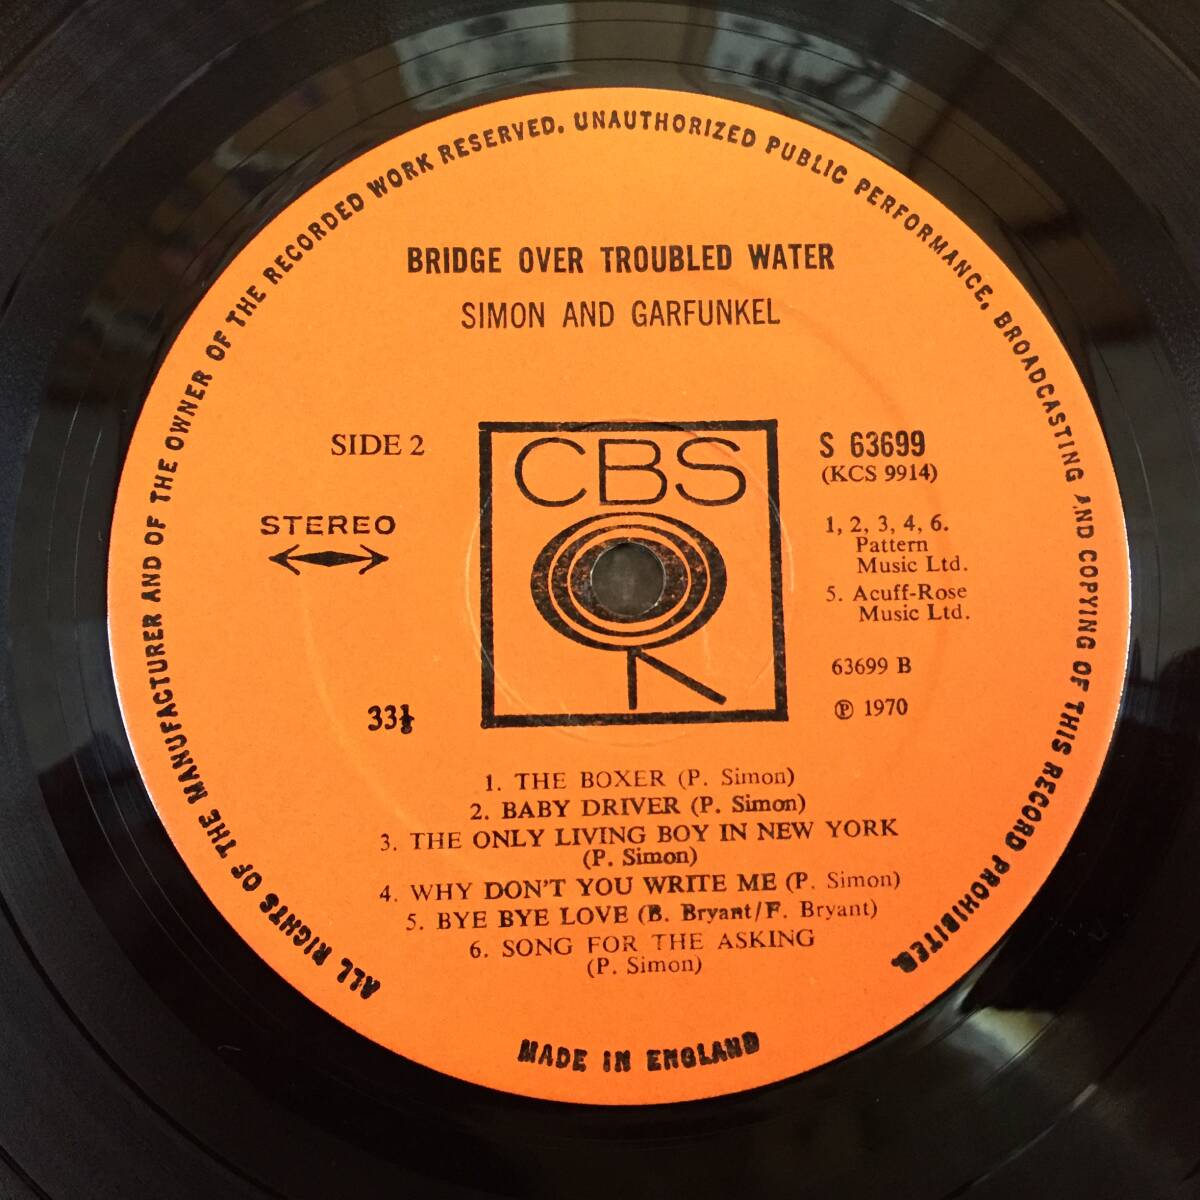 ALL RIGHTS OF THE MANUFACTURER AND OF THE OWNER OF THE RECORDED WORK RESERVED. UNAUTHORIZED PUBLIC PERFORMANCE, BROADCASTING AND COPYING OF THIS RECORD PROHIBITED.
BRIDGE OVER TROUBLED WATER
SIMON AND GARFUNKEL
SIDE 2
STEREO
33⅓
CBS
S 63699
(KCS 9914)
1, 2, 3, 4, 6.
Pattern
Music Ltd.
5. Acuff-Rose
Music Ltd.
63699 B
℗ 1970
1. THE BOXER (P. Simon)
2. BABY DRIVER (P. Simon)
3. THE ONLY LIVING BOY IN NEW YORK
(P. Simon)
4. WHY DON'T YOU WRITE ME (P. Simon)
5. BYE BYE LOVE (B. Bryant/F. Bryant)
6. SONG FOR THE ASKING
(P. Simon)
MADE IN ENGLAND